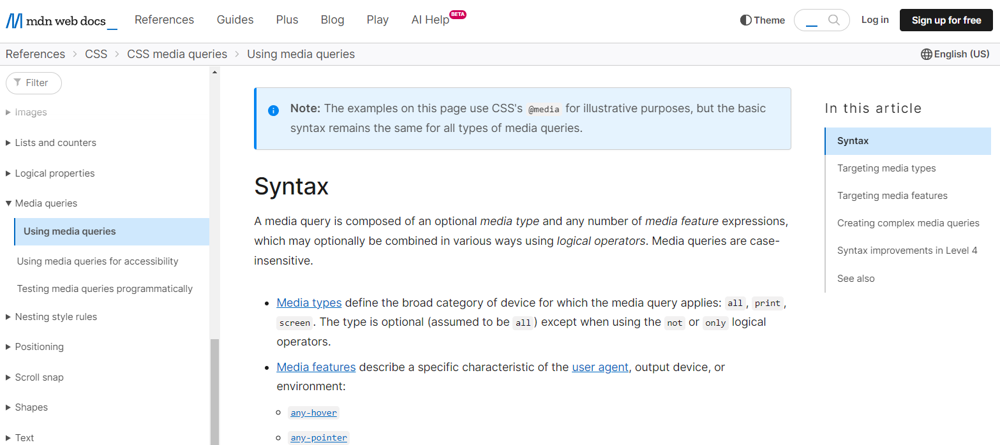 mdn web docs
References Guides Plus Blog Play AI Help BETA
Theme
Log in
Sign up for free
References > CSS > CSS media queries > Using media queries
English (US)
Filter
Images
Lists and counters
Logical properties
Media queries
Using media queries
Using media queries for accessibility
Testing media queries programmatically
Nesting style rules
Positioning
Scroll snap
Shapes
Text
Note: The examples on this page use CSS's @media for illustrative purposes, but the basic
syntax remains the same for all types of media queries.
Syntax
A media query is composed of an optional media type and any number of media feature expressions,
which may optionally be combined in various ways using logical operators. Media queries are case-
insensitive.
• Media types define the broad category of device for which the media query applies: all, print,
screen. The type is optional (assumed to be all) except when using the not or only logical
operators.
• Media features describe a specific characteristic of the user agent, output device, or
environment:
any-hover
any-pointer
In this article
Syntax
Targeting media types
Targeting media features
Creating complex media queries
Syntax improvements in Level 4
See also